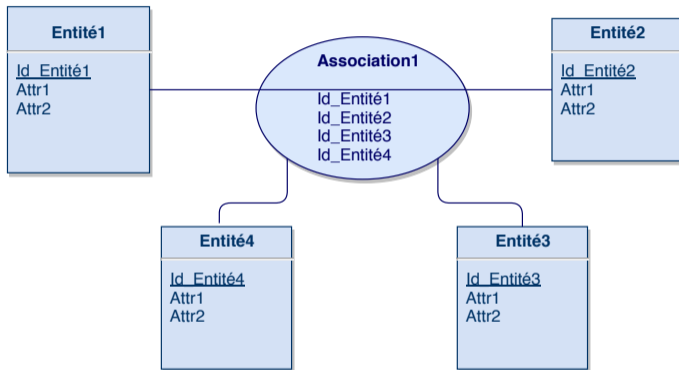 Entité1
Id_Entité1
Attr1
Attr2
Association1
Id_Entité1
Id_Entité2
Id_Entité3
Id_Entité4
Entité2
Id_Entité2
Attr1
Attr2
Entité4
Id_Entité4
Attr1
Attr2
Entité3
Id_Entité3
Attr1
Attr2